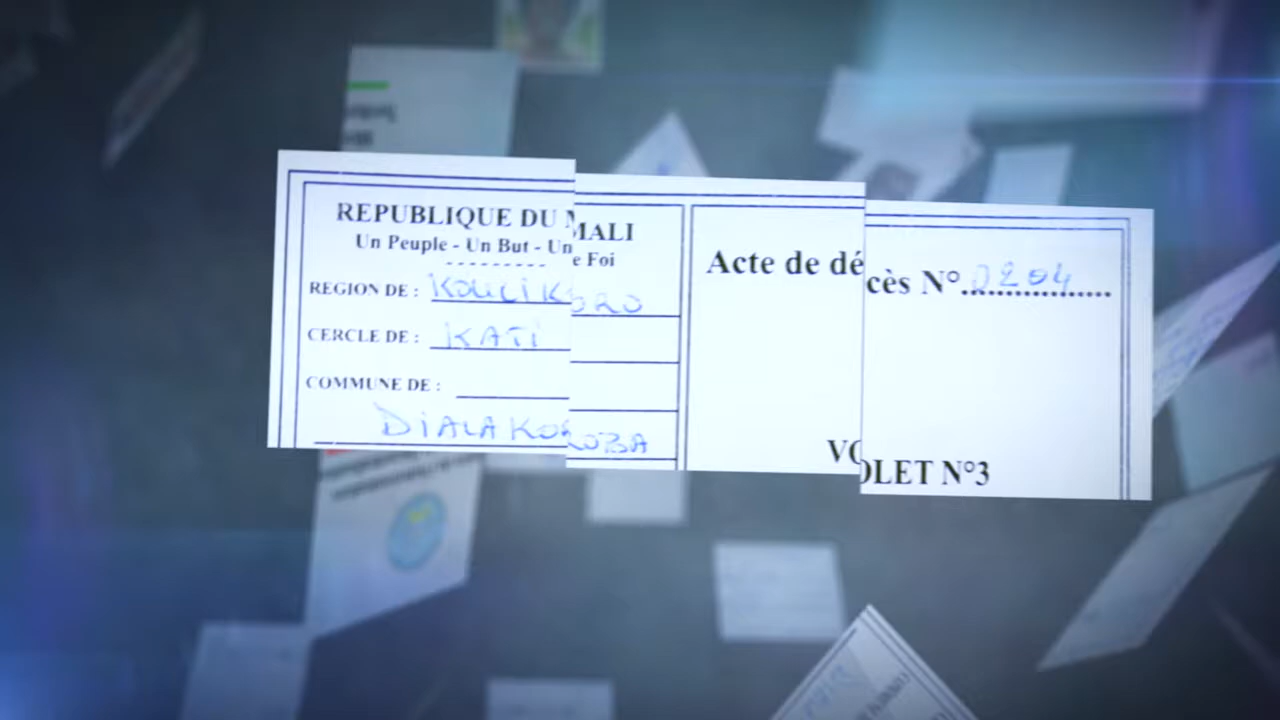 REPUBLIQUE DU MALI
Un Peuple - Un But - Une Foi
REGION DE : KOULIKORO
CERCLE DE : KATI
COMMUNE DE :
DIALAKOROBA
Acte de décès N° 0204
VOLET N°3